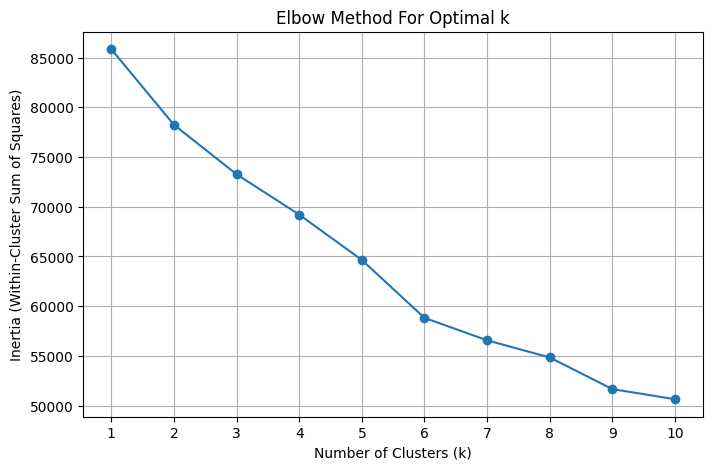 Elbow Method For Optimal k
Inertia (Within-Cluster Sum of Squares)
85000
80000
75000
70000
65000
60000
55000
50000
1 2 3 4 5 6 7 8 9 10
Number of Clusters (k)